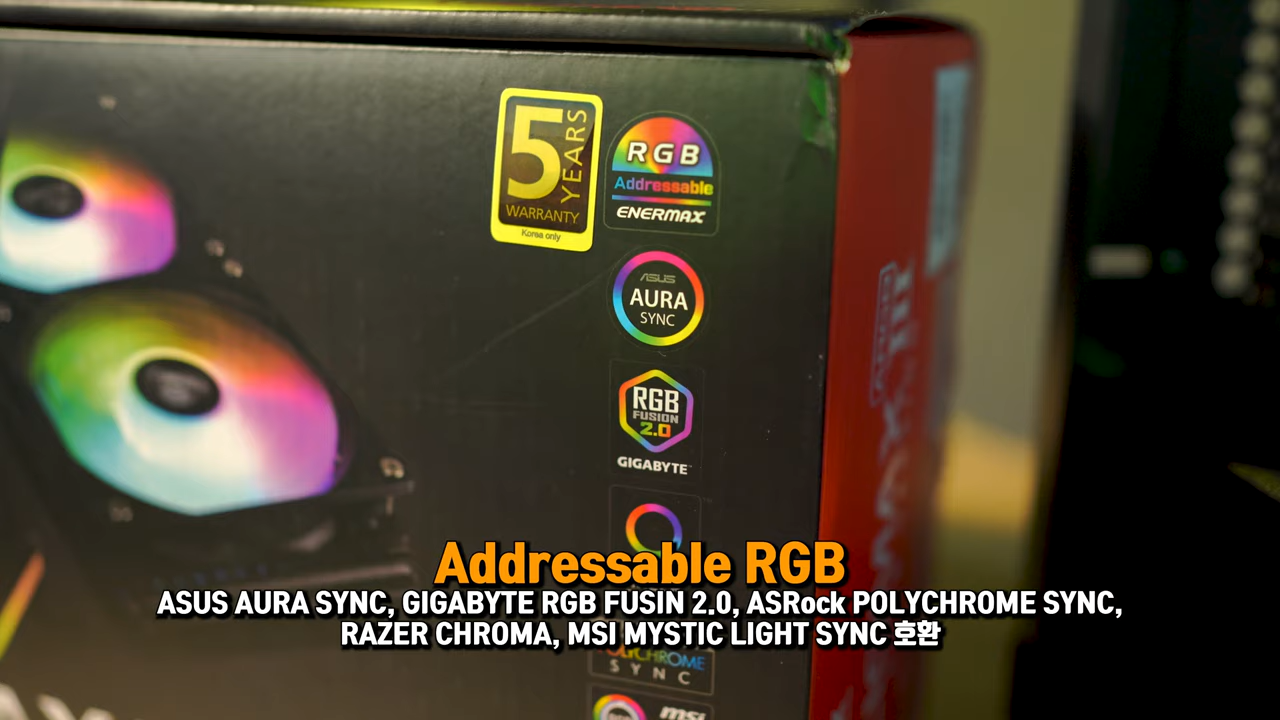 5
YEARS
WARRANTY
Korea only
RGB
Addressable
ENERMAX
ASUS
AURA
SYNC
RGB
FUSION
2.0
GIGABYTE™
Addressable RGB
ASUS AURA SYNC, GIGABYTE RGB FUSIN 2.0, ASRock POLYCHROME SYNC,
RAZER CHROMA, MSI MYSTIC LIGHT SYNC 호환
SYNC
msi